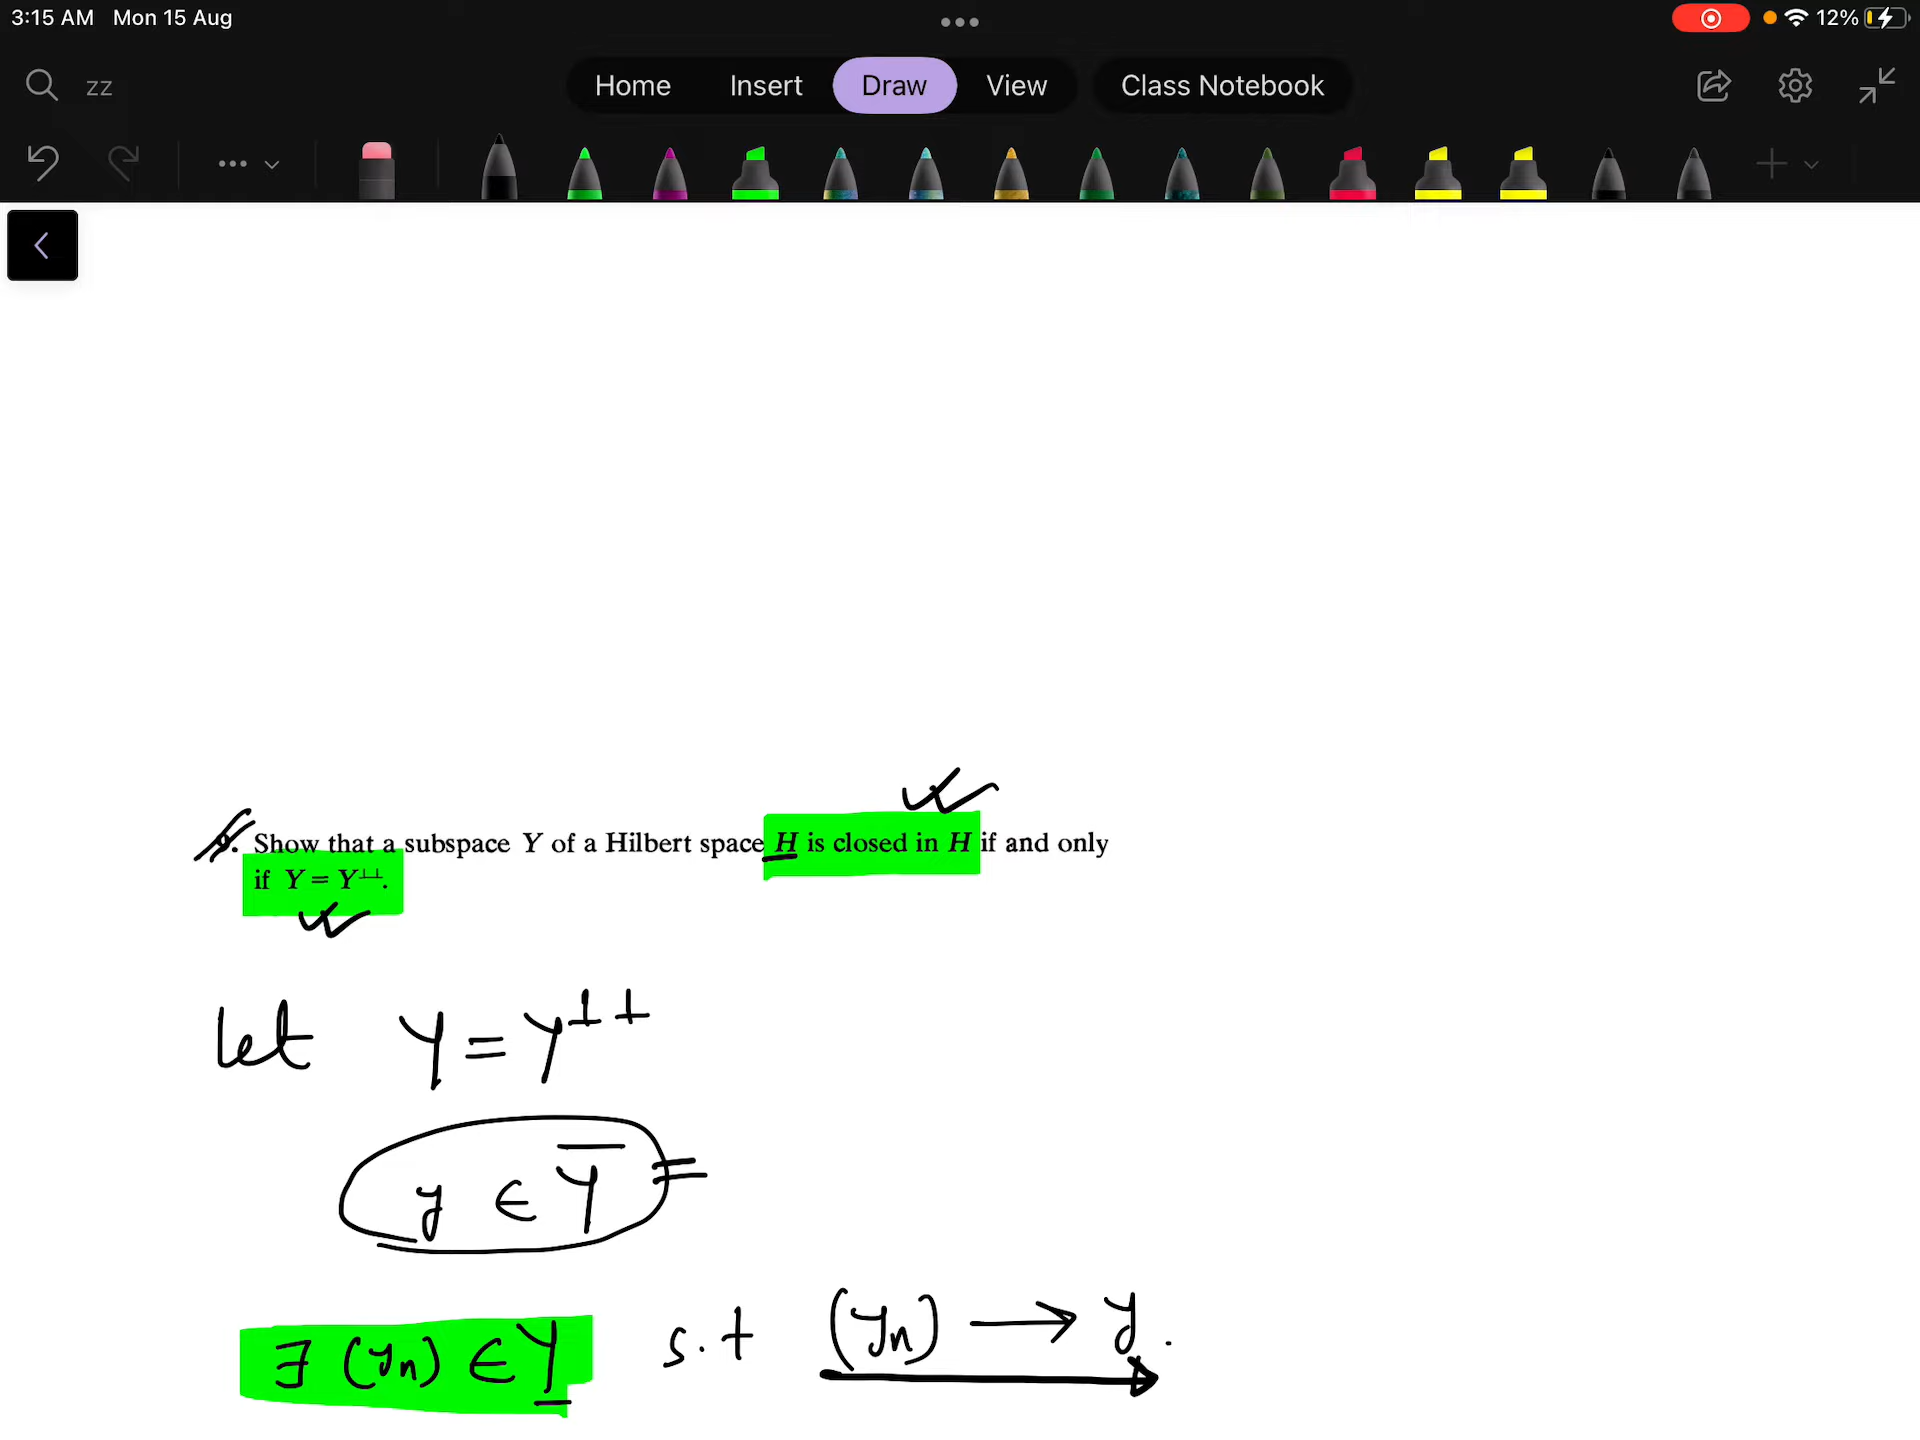 3:15 AM Mon 15 Aug
12%
zz
Home Insert Draw View Class Notebook
Show that a subspace Y of a Hilbert space H is closed in H if and only
if Y = Y⊥⊥.
let Y = Y⊥⊥
y ∈ Y̅ =
∃ (yn) ∈ Y s.t (yn) → y.